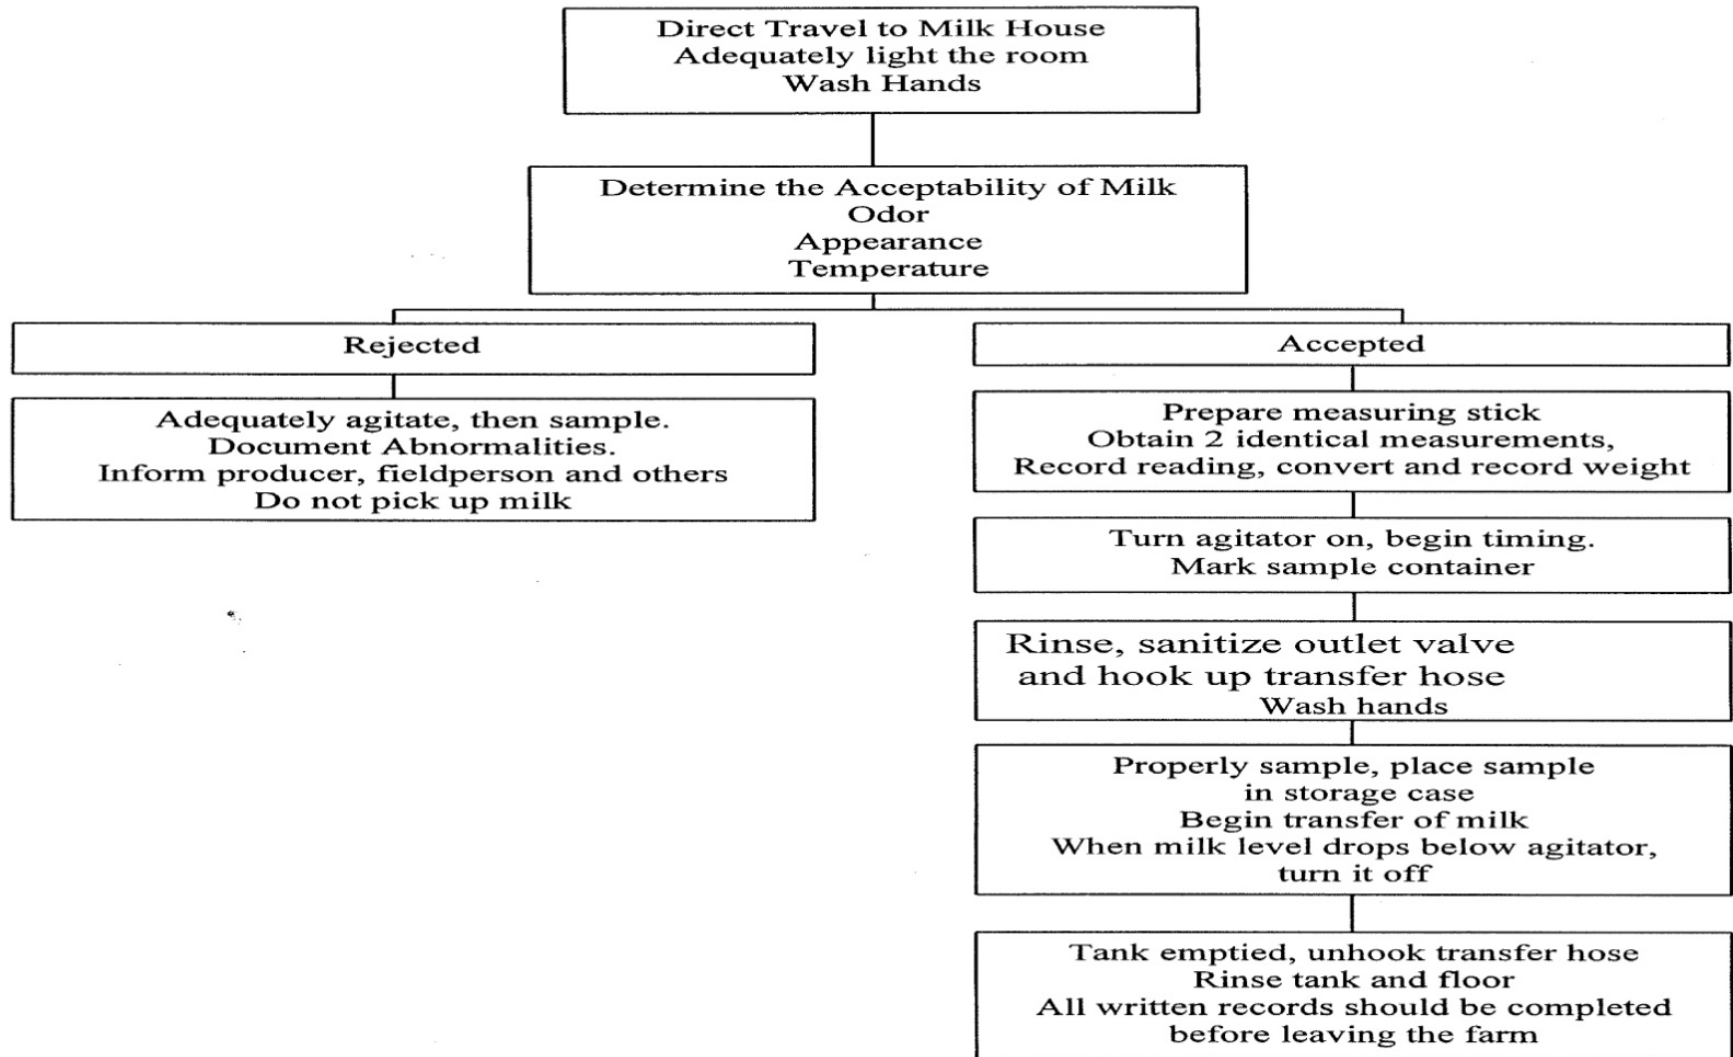 Direct Travel to Milk House
Adequately light the room
Wash Hands
Determine the Acceptability of Milk
Odor
Appearance
Temperature
Rejected
Adequately agitate, then sample.
Document Abnormalities.
Inform producer, fieldperson and others
Do not pick up milk
Accepted
Prepare measuring stick
Obtain 2 identical measurements,
Record reading, convert and record weight
Turn agitator on, begin timing.
Mark sample container
Rinse, sanitize outlet valve
and hook up transfer hose
Wash hands
Properly sample, place sample
in storage case
Begin transfer of milk
When milk level drops below agitator,
turn it off
Tank emptied, unhook transfer hose
Rinse tank and floor
All written records should be completed
before leaving the farm